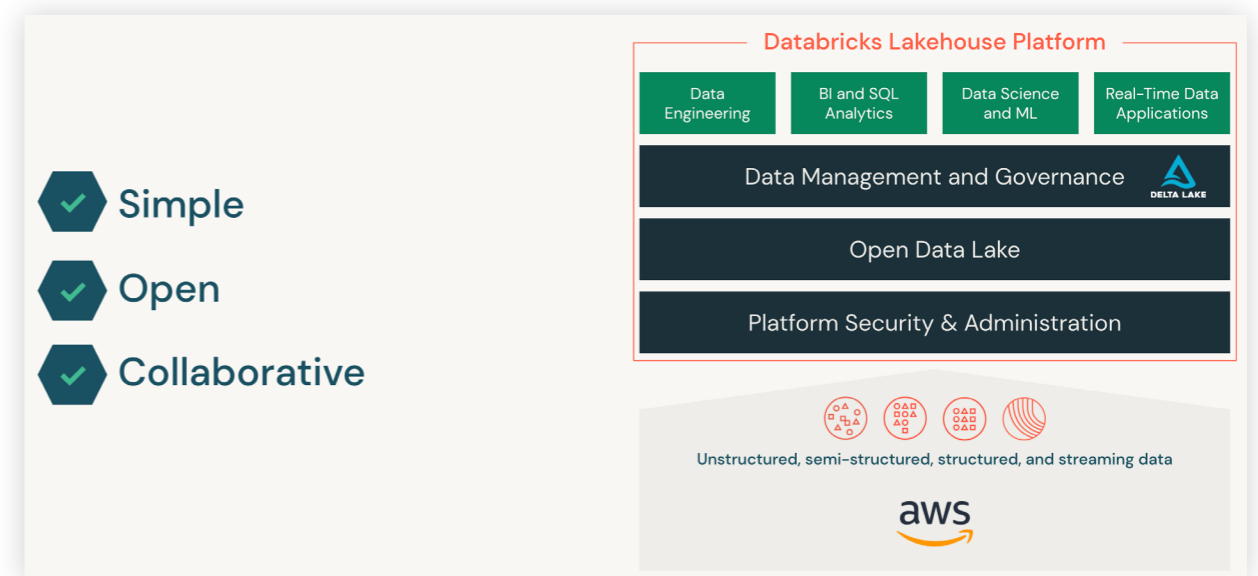 Simple
Open
Collaborative
Databricks Lakehouse Platform
Data
Engineering
BI and SQL
Analytics
Data Science
and ML
Real-Time Data
Applications
Data Management and Governance
DELTA LAKE
Open Data Lake
Platform Security & Administration
Unstructured, semi-structured, structured, and streaming data
aws